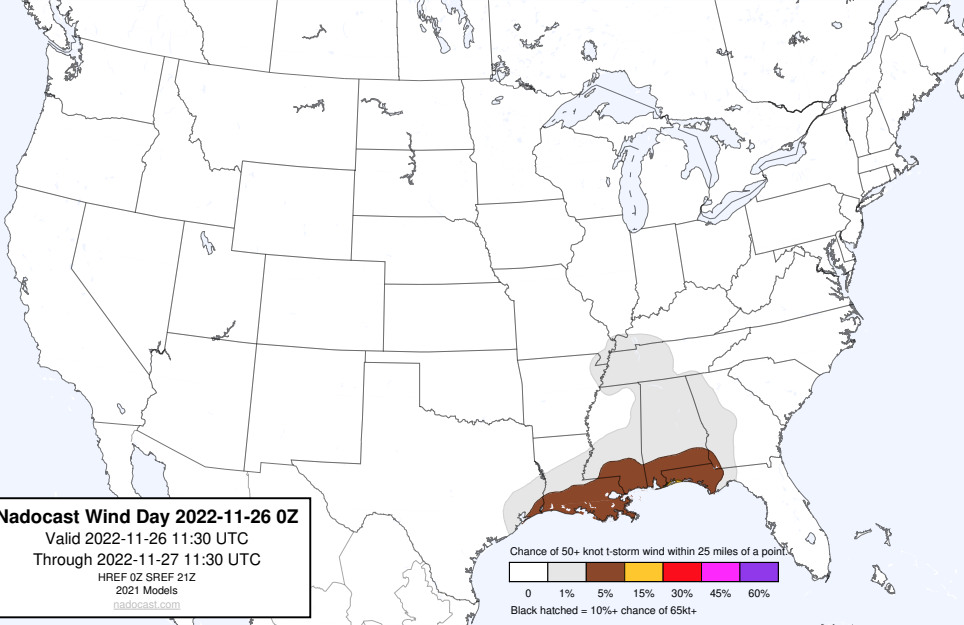 Nadocast Wind Day 2022-11-26 0Z
Valid 2022-11-26 11:30 UTC
Through 2022-11-27 11:30 UTC
HREF 0Z SREF 21Z
2021 Models
nadocast.com
Chance of 50+ knot t-storm wind within 25 miles of a point.
0 1% 5% 15% 30% 45% 60%
Black hatched = 10%+ chance of 65kt+